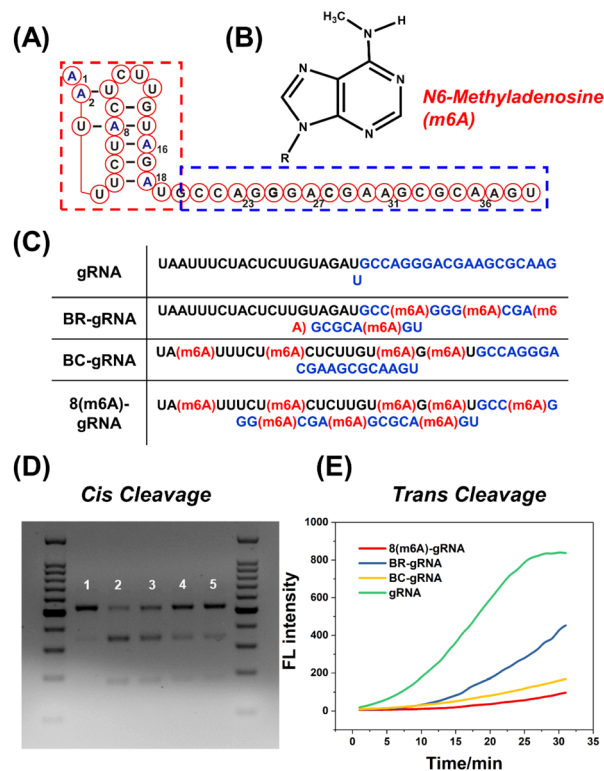 (A)
(B)
A 1
A 2 U C U U
C G
U A 8 U
U A 16
C G
U U A 18 U G C C A G G G A C G A A G C G C A A G U
23 27 31 36
H₃C N H
N N
N N
R
N6-Methyladenosine
(m6A)
(C)
gRNA
UAAUUUCUACUCUUGUAGAUGCCAGGGACGAAGCGCAAG
U
BR-gRNA
UAAUUUCUACUCUUGUAGAUGCC(m6A)GGG(m6A)CGA(m6
A) GCGCA(m6A)GU
BC-gRNA
UA(m6A)UUUCU(m6A)CUCUUGU(m6A)G(m6A)UGCCAGGGA
CGAAGCGCAAGU
8(m6A)-
gRNA
UA(m6A)UUUCU(m6A)CUCUUGU(m6A)G(m6A)UGCC(m6A)G
GG(m6A)CGA(m6A)GCGCA(m6A)GU
(D)
Cis Cleavage
1 2 3 4 5
(E)
Trans Cleavage
FL intensity
1000
800
600
400
200
0
8(m6A)-gRNA
BR-gRNA
BC-gRNA
gRNA
0 5 10 15 20 25 30 35
Time/min